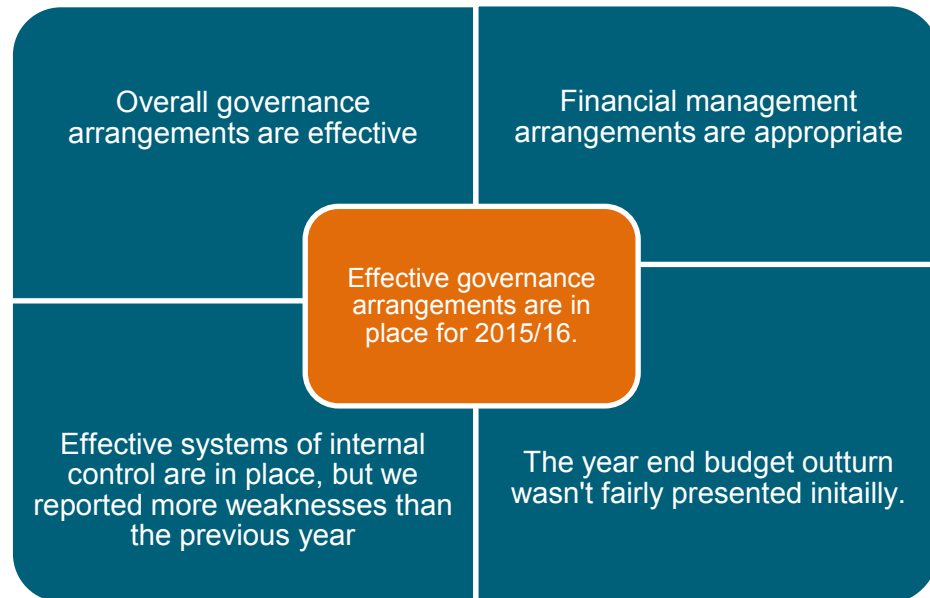 Overall governance
arrangements are effective
Financial management
arrangements are appropriate
Effective governance
arrangements are in
place for 2015/16.
Effective systems of internal
control are in place, but we
reported more weaknesses than
the previous year
The year end budget outturn
wasn't fairly presented initailly.